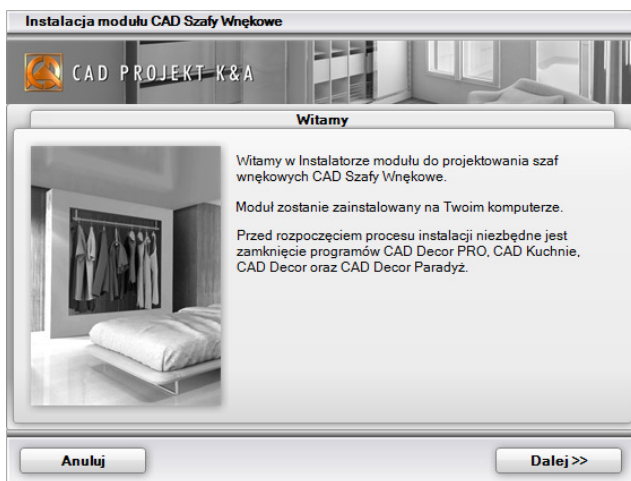 Instalacja modułu CAD Szafy Wnękowe
CAD PROJEKT K&A
Witamy
Witamy w Instalatorze modułu do projektowania szaf
wnękowych CAD Szafy Wnękowe.
Moduł zostanie zainstalowany na Twoim komputerze.
Przed rozpoczęciem procesu instalacji niezbędne jest
zamknięcie programów CAD Decor PRO, CAD Kuchnie,
CAD Decor oraz CAD Decor Paradyż.
Anuluj
Dalej >>